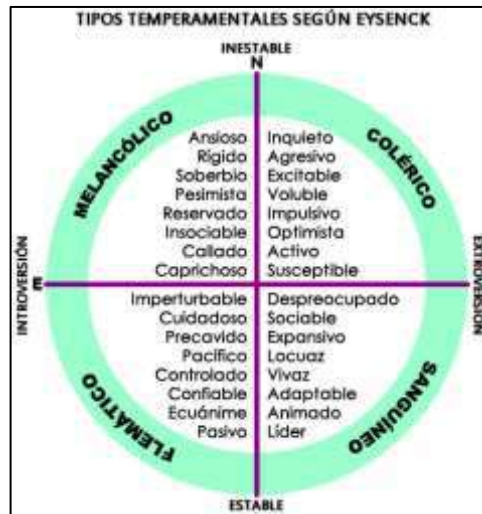 TIPOS TEMPERAMENTALES SEGÚN EYSENCK
INESTABLE
N
MELANCÓLICO
COLÉRICO
Ansioso
Rígido
Soberbio
Pesimista
Reservado
Insociable
Callado
Caprichoso
Inquieto
Agresivo
Excitable
Voluble
Impulsivo
Optimista
Activo
Susceptible
INTROVERSIÓN
E
EXTROVERSIÓN
Imperturbable
Cuidadoso
Precavido
Pacífico
Controlado
Confiable
Ecuánime
Pasivo
Despreocupado
Sociable
Expansivo
Locuaz
Vivaz
Adaptable
Animado
Líder
FLEMÁTICO
SANGUÍNEO
ESTABLE